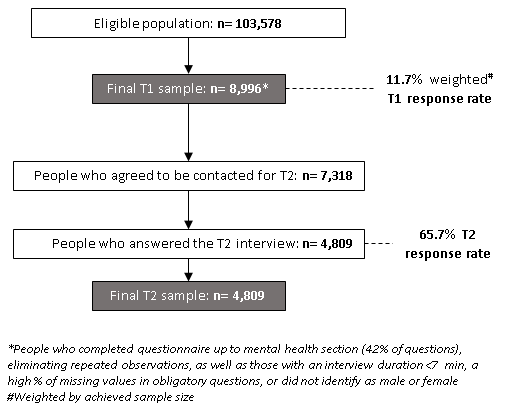 Eligible population: n= 103,578
Final T1 sample: n= 8,996*
11.7% weighted#
T1 response rate
People who agreed to be contacted for T2: n= 7,318
People who answered the T2 interview: n= 4,809
65.7% T2
response rate
Final T2 sample: n= 4,809
*People who completed questionnaire up to mental health section (42% of questions),
eliminating repeated observations, as well as those with an interview duration <7 min, a
high % of missing values in obligatory questions, or did not identify as male or female
#Weighted by achieved sample size